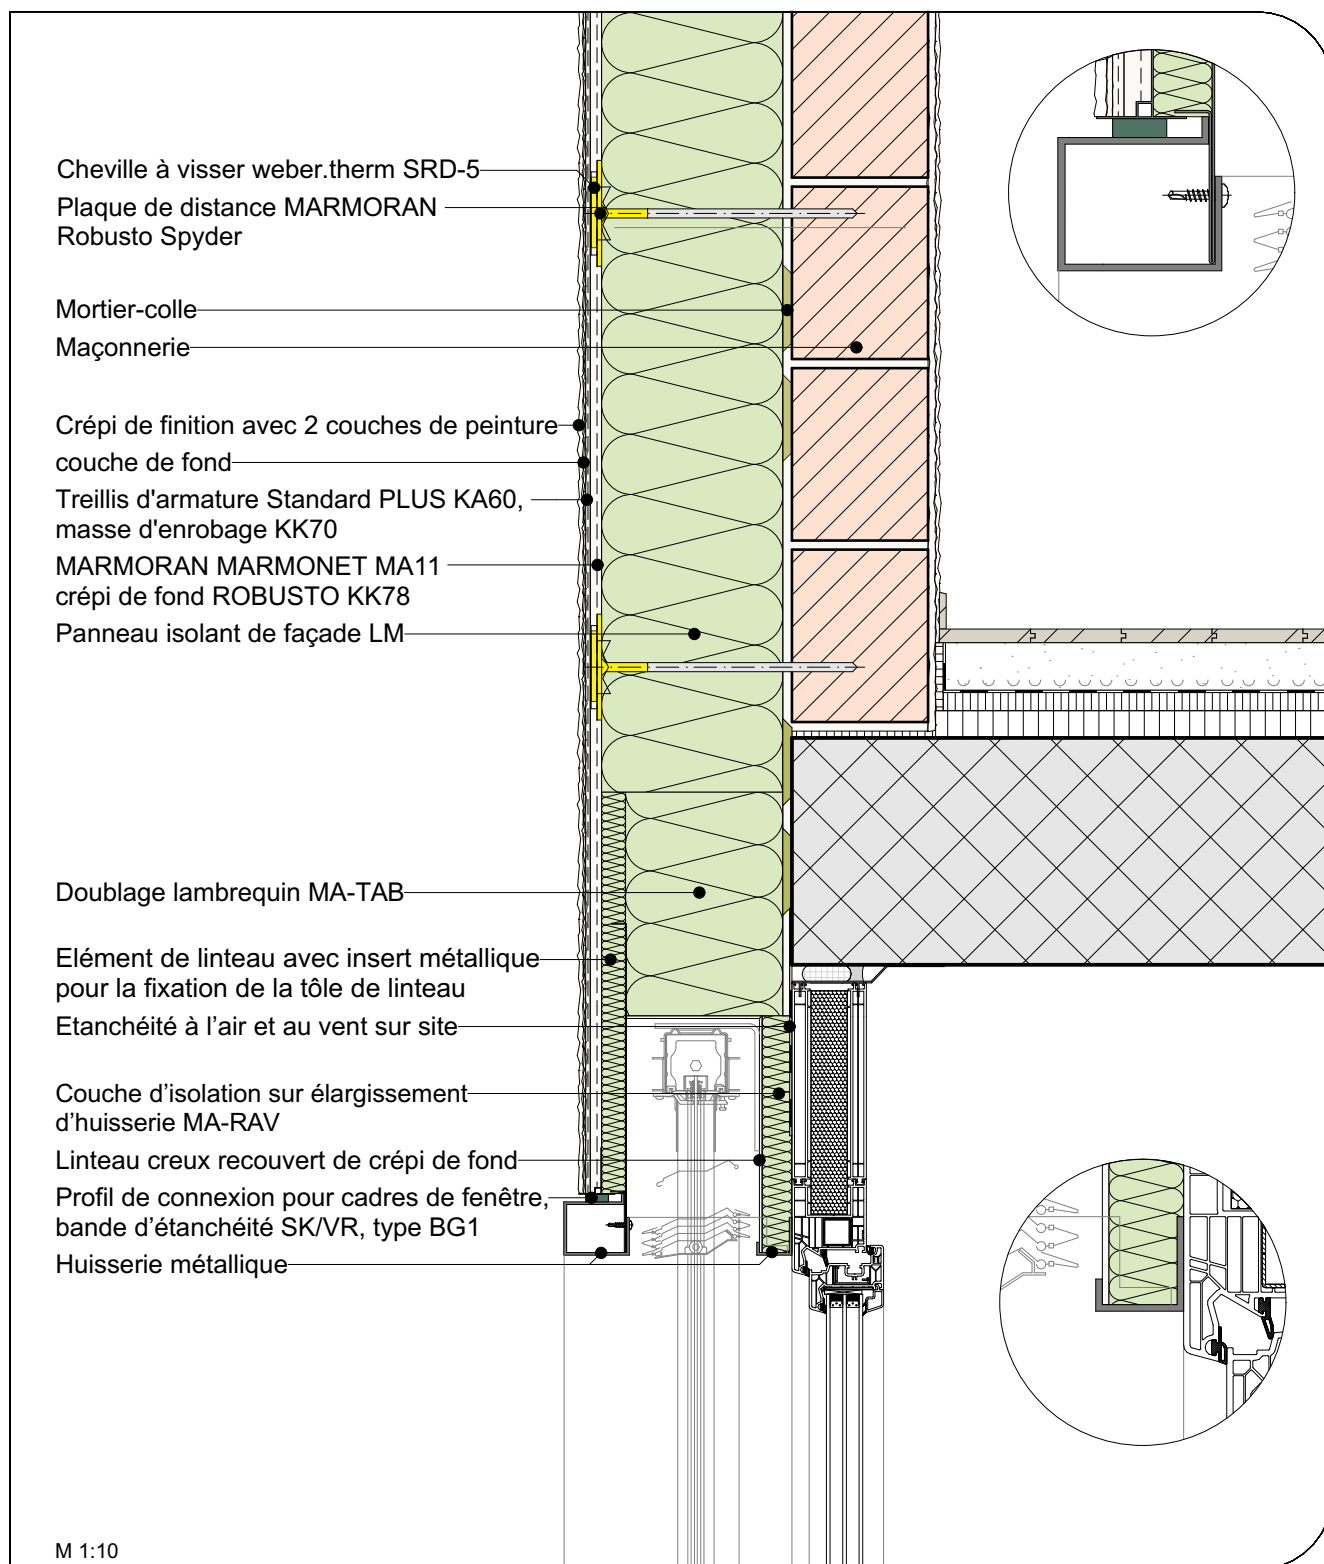 Cheville à visser weber.therm SRD-5
Plaque de distance MARMORAN
Robusto Spyder
Mortier-colle
Maçonnerie
Crépi de finition avec 2 couches de peinture
couche de fond
Treillis d'armature Standard PLUS KA60,
masse d'enrobage KK70
MARMORAN MARMONET MA11
crépi de fond ROBUSTO KK78
Panneau isolant de façade LM
Doublage lambrequin MA-TAB
Elément de linteau avec insert métallique
pour la fixation de la tôle de linteau
Etanchéité à l’air et au vent sur site
Couche d’isolation sur élargissement
d’huisserie MA-RAV
Linteau creux recouvert de crépi de fond
Profil de connexion pour cadres de fenêtre,
bande d’étanchéité SK/VR, type BG1
Huisserie métallique
M 1:10